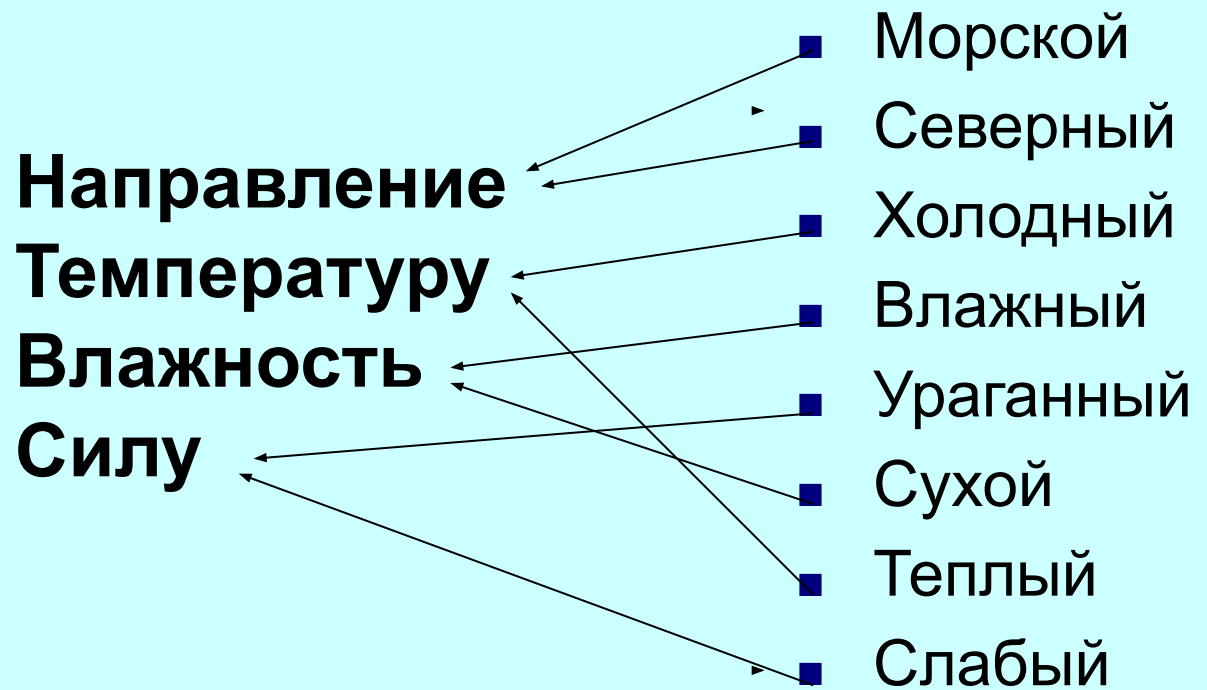 Направление
Температуру
Влажность
Силу
Морской
Северный
Холодный
Влажный
Ураганный
Сухой
Теплый
Слабый